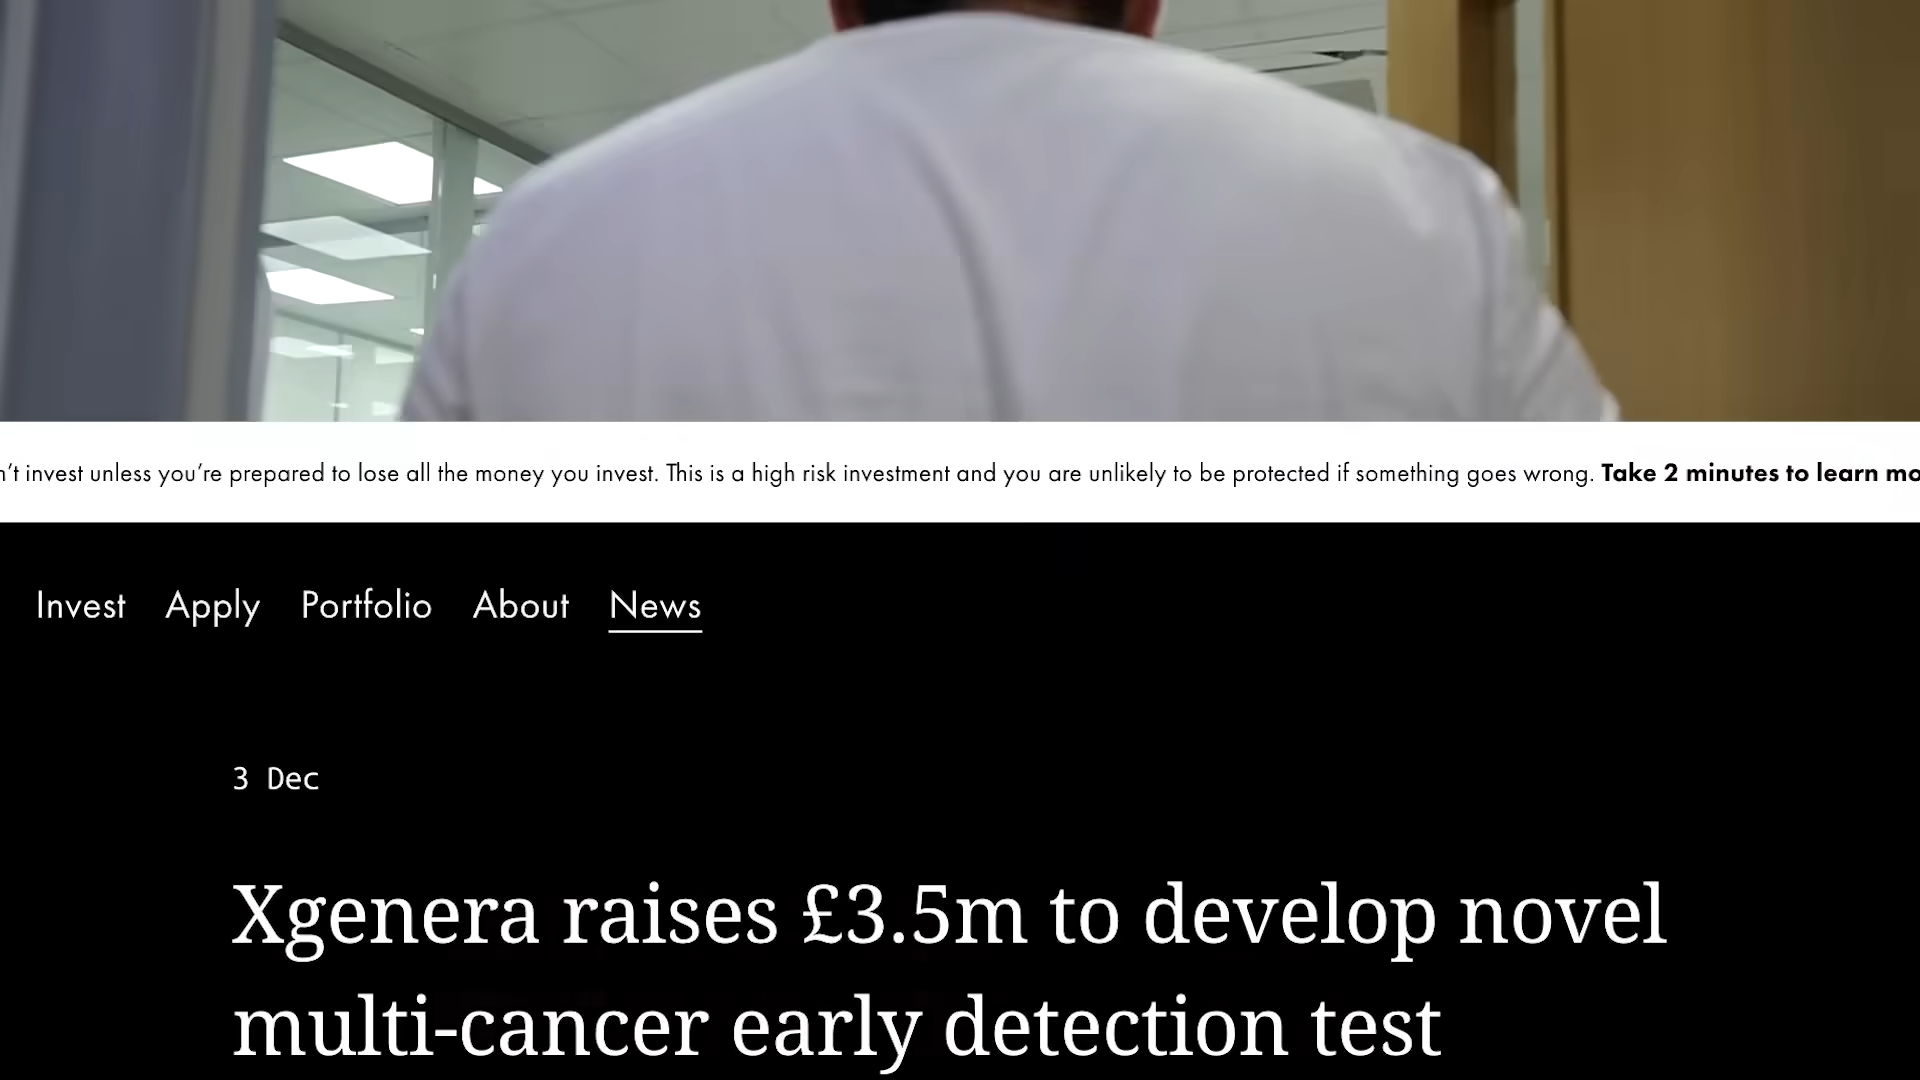 invest unless you’re prepared to lose all the money you invest. This is a high risk investment and you are unlikely to be protected if something goes wrong. Take 2 minutes to learn
Invest Apply Portfolio About News
3 Dec
Xgenera raises £3.5m to develop novel
multi-cancer early detection test